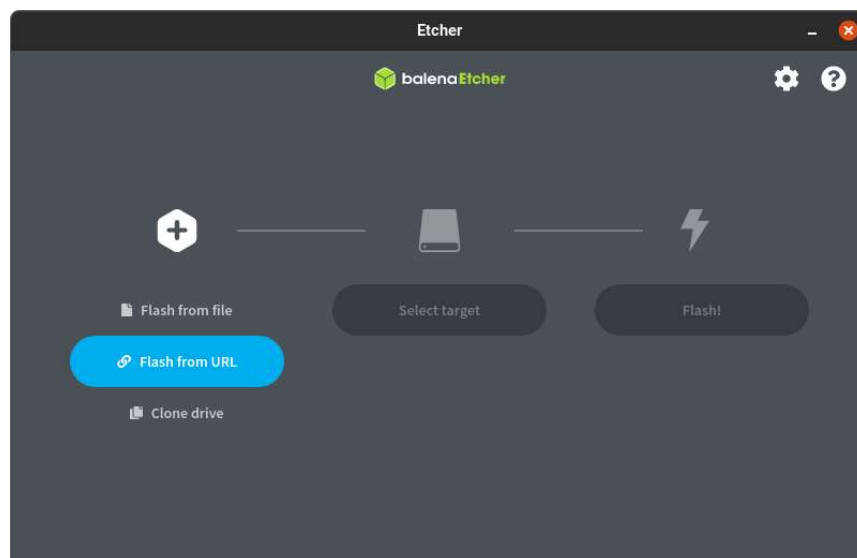 Etcher
balenaEtcher
Flash from file
Select target
Flash!
Flash from URL
Clone drive